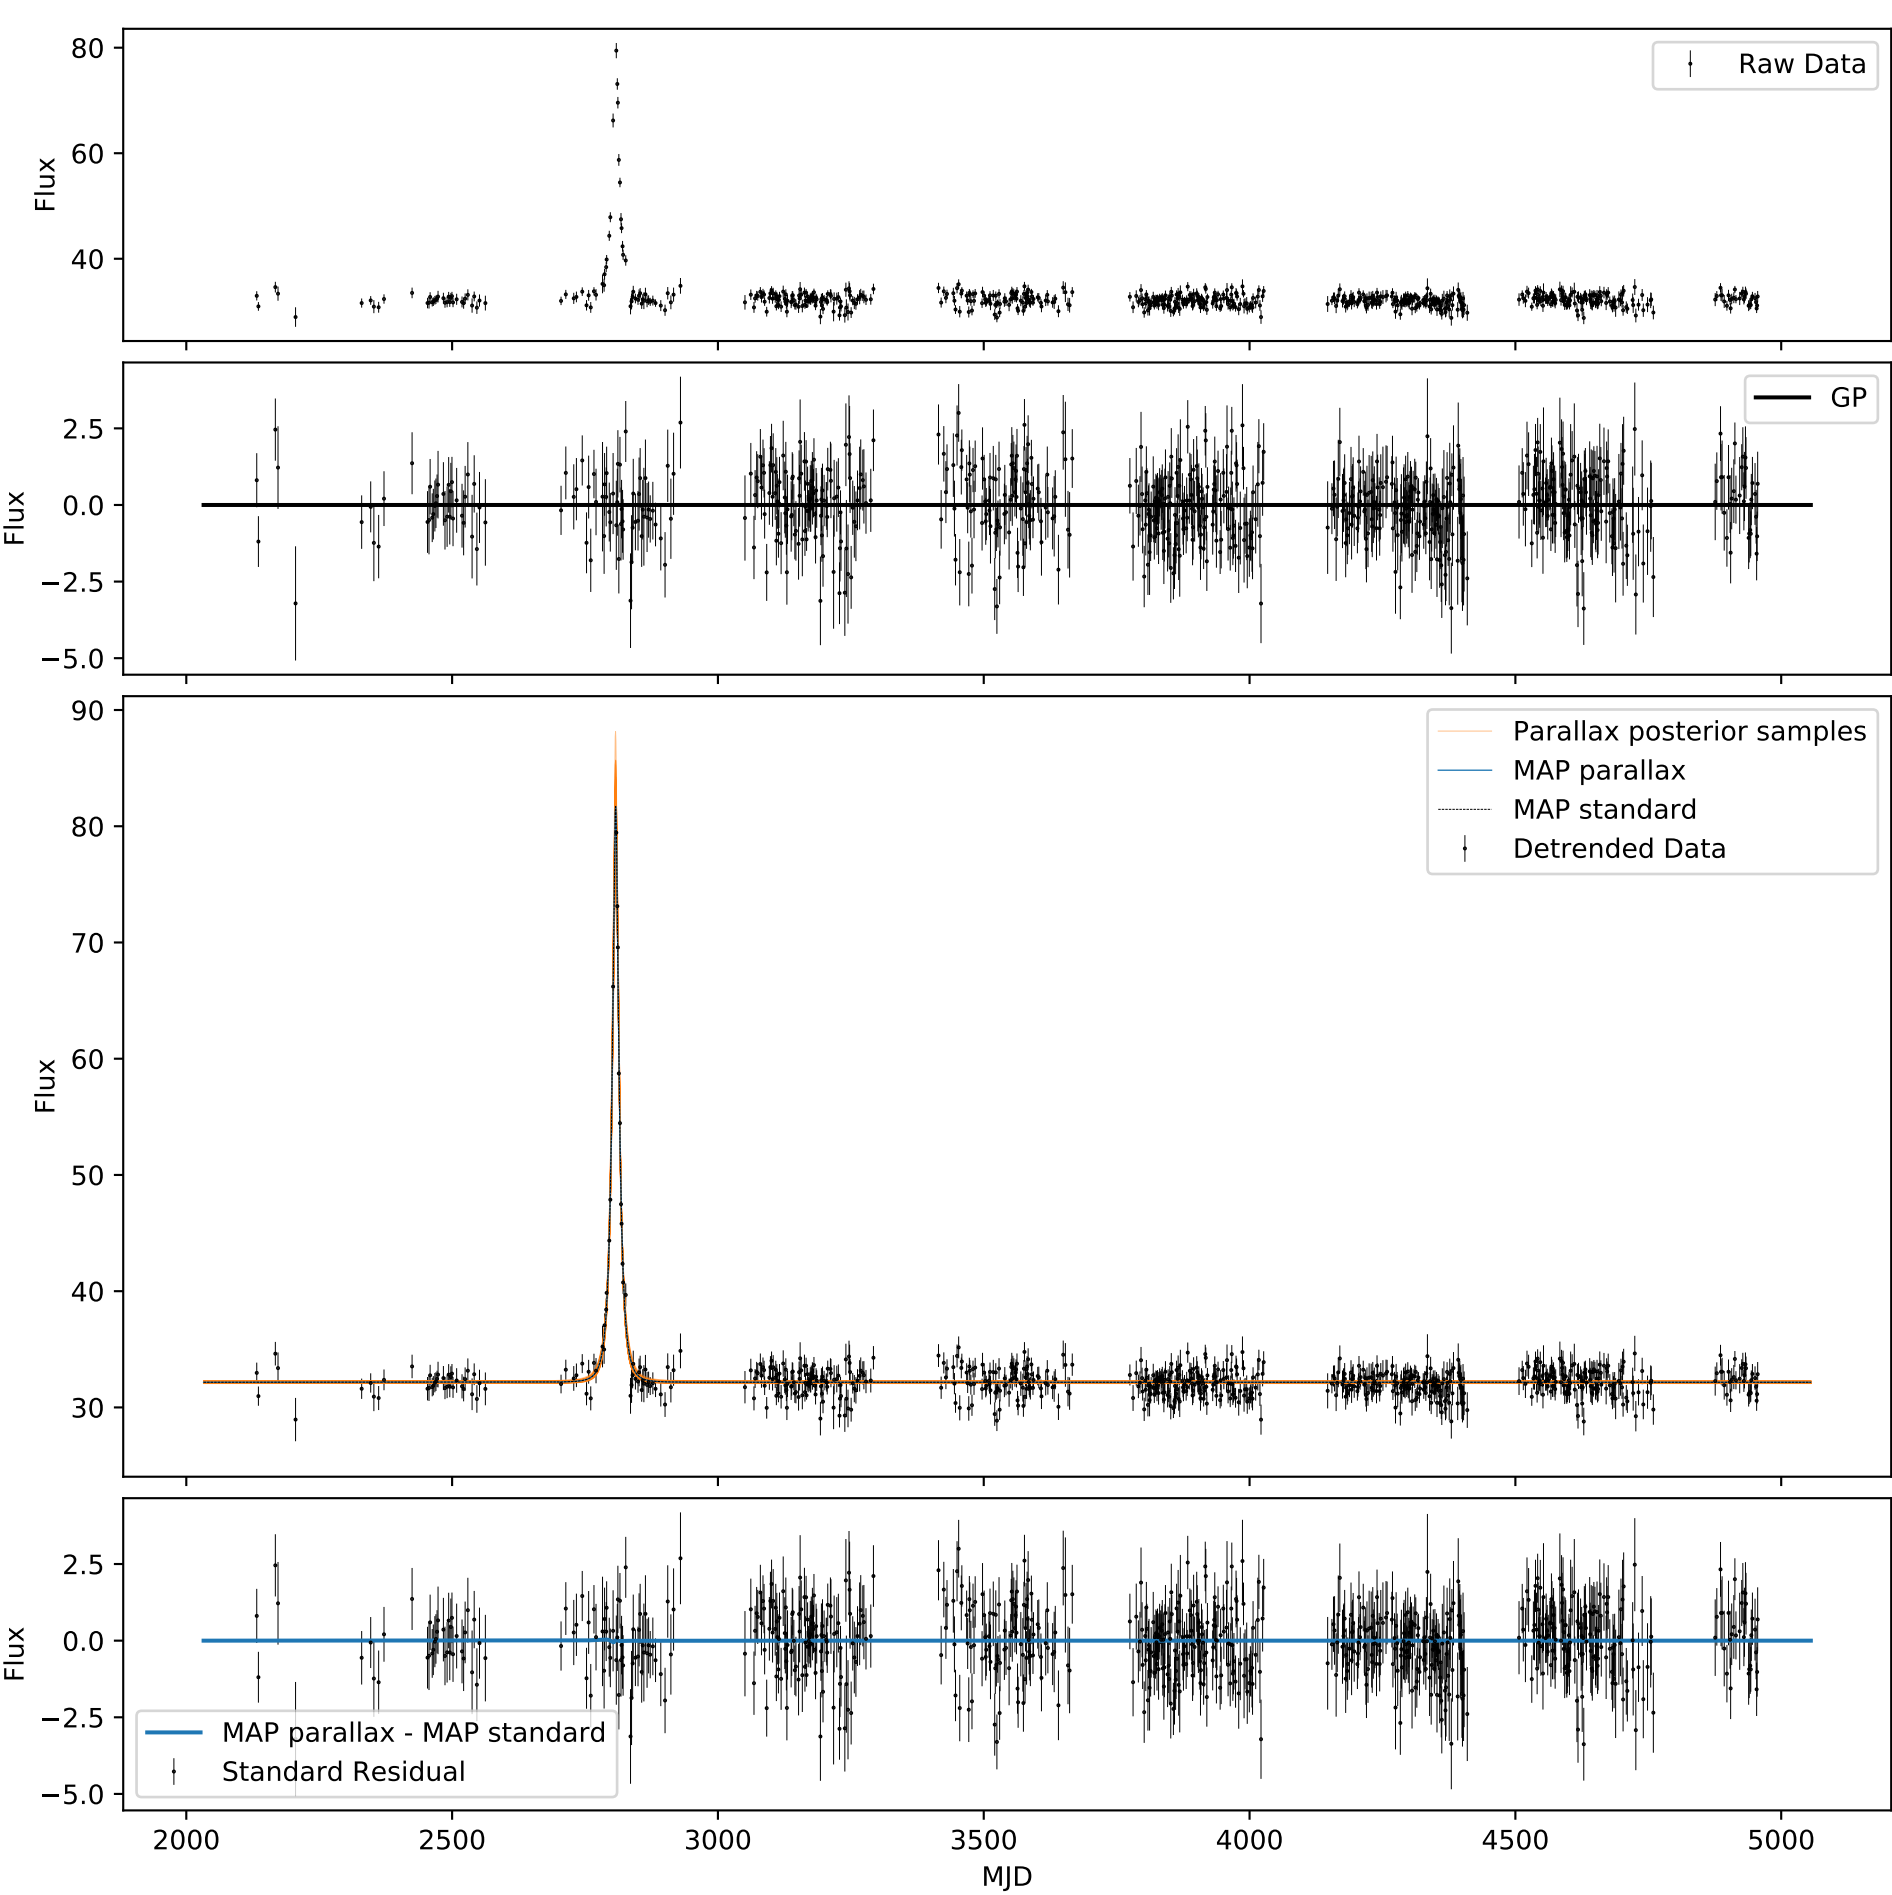 80
60
40
Flux
Raw Data
2.5
0.0
−2.5
−5.0
Flux
GP
90
80
70
60
50
40
30
Flux
Parallax posterior samples
MAP parallax
MAP standard
Detrended Data
2.5
0.0
−2.5
−5.0
Flux
MAP parallax - MAP standard
Standard Residual
2000 2500 3000 3500 4000 4500 5000
MJD